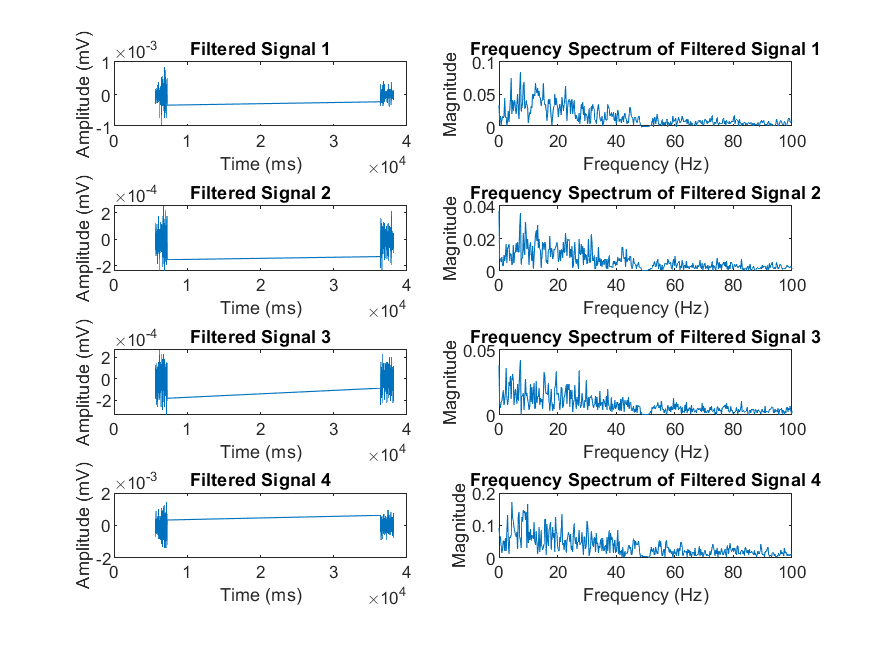 Filtered Signal 1
×10-3
Amplitude (mV)
1
0
-1
0 1 2 3 4
Time (ms)
×104
Frequency Spectrum of Filtered Signal 1
Magnitude
0.1
0.05
0
0 20 40 60 80 100
Frequency (Hz)
Filtered Signal 2
×10-4
Amplitude (mV)
2
0
-2
0 1 2 3 4
Time (ms)
×104
Frequency Spectrum of Filtered Signal 2
Magnitude
0.04
0.02
0
0 20 40 60 80 100
Frequency (Hz)
Filtered Signal 3
×10-4
Amplitude (mV)
2
0
-2
0 1 2 3 4
Time (ms)
×104
Frequency Spectrum of Filtered Signal 3
Magnitude
0.05
0
0 20 40 60 80 100
Frequency (Hz)
Filtered Signal 4
×10-3
Amplitude (mV)
2
0
-2
0 1 2 3 4
Time (ms)
×104
Frequency Spectrum of Filtered Signal 4
Magnitude
0.2
0.1
0
0 20 40 60 80 100
Frequency (Hz)